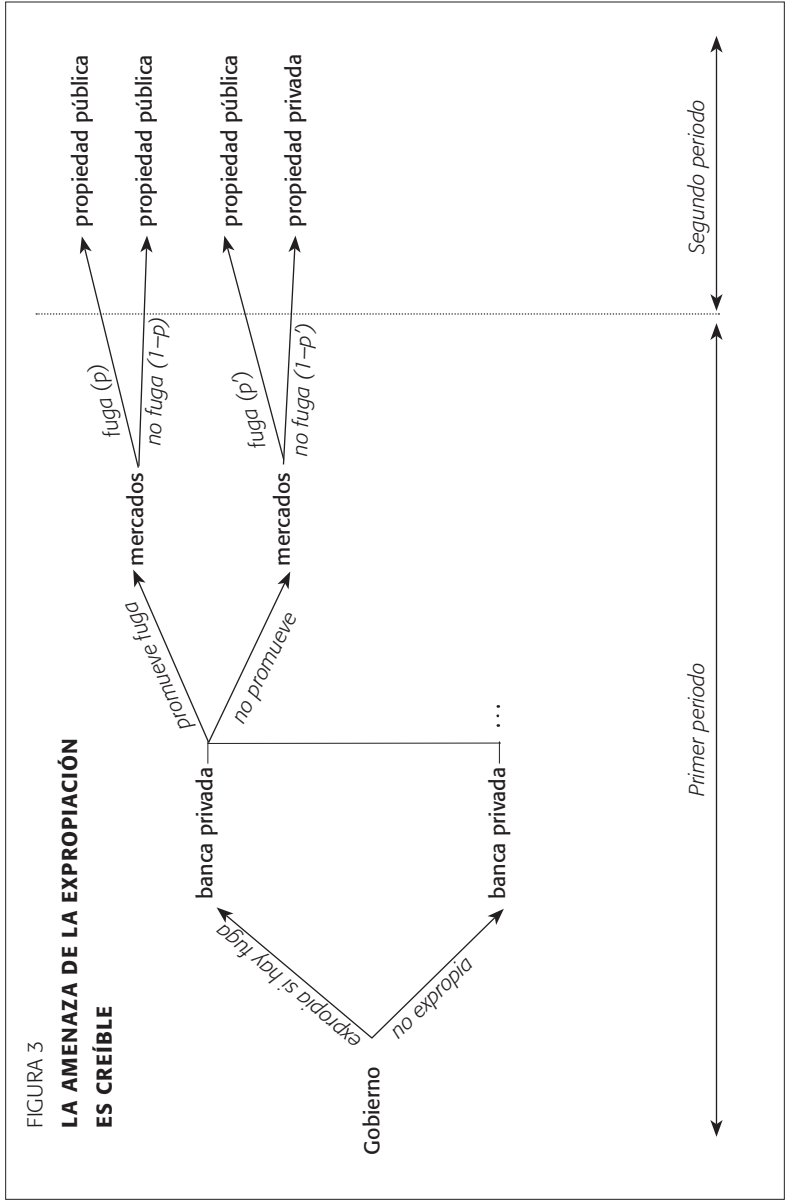 FIGURA 3
LA AMENAZA DE LA EXPROPIACIÓN
ES CREÍBLE
Gobierno
expropia si hay fuga
no expropia
banca privada
banca privada
...
promueve fuga
no promueve
mercados
mercados
fuga (p)
no fuga (1–p)
fuga (p’)
no fuga (1–p’)
propiedad pública
propiedad pública
propiedad pública
propiedad privada
Primer periodo
Segundo periodo